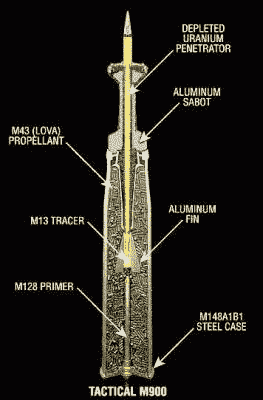 DEPLETED
URANIUM
PENETRATOR
ALUMINUM
SABOT
M43 (LOVA)
PROPELLANT
M13 TRACER
ALUMINUM
FIN
M128 PRIMER
M148A1B1
STEEL CASE
TACTICAL M900